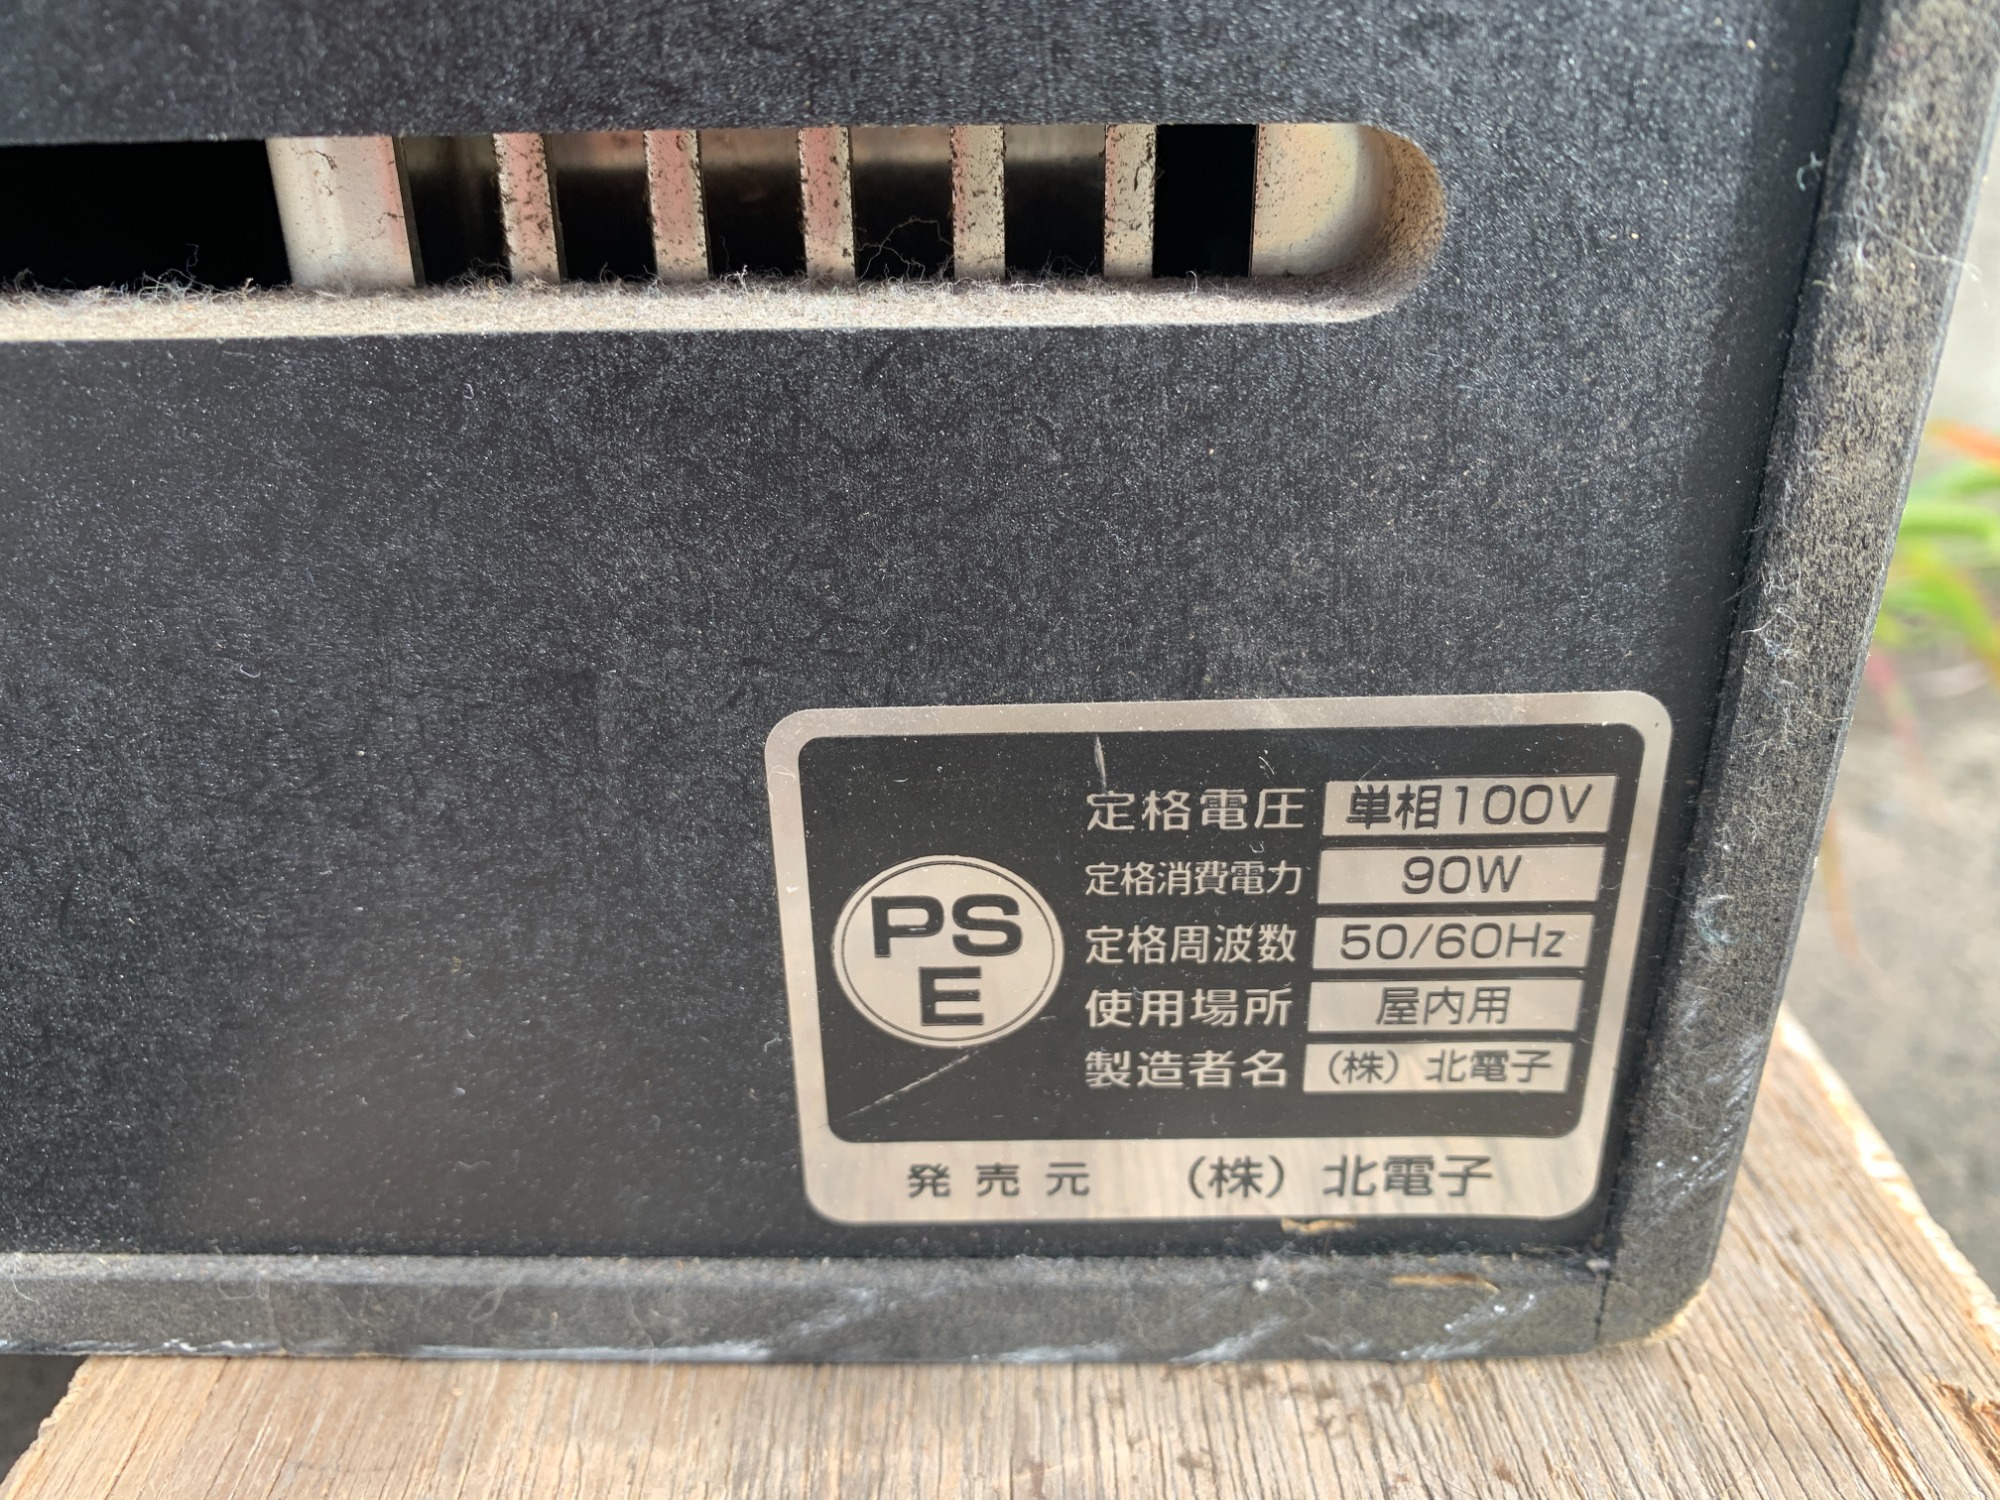 定格電圧 単相100V
定格消費電力 90W
定格周波数 50/60Hz
使用場所 屋内用
製造者名 (株) 北電子
PS
E
発売元 (株) 北電子